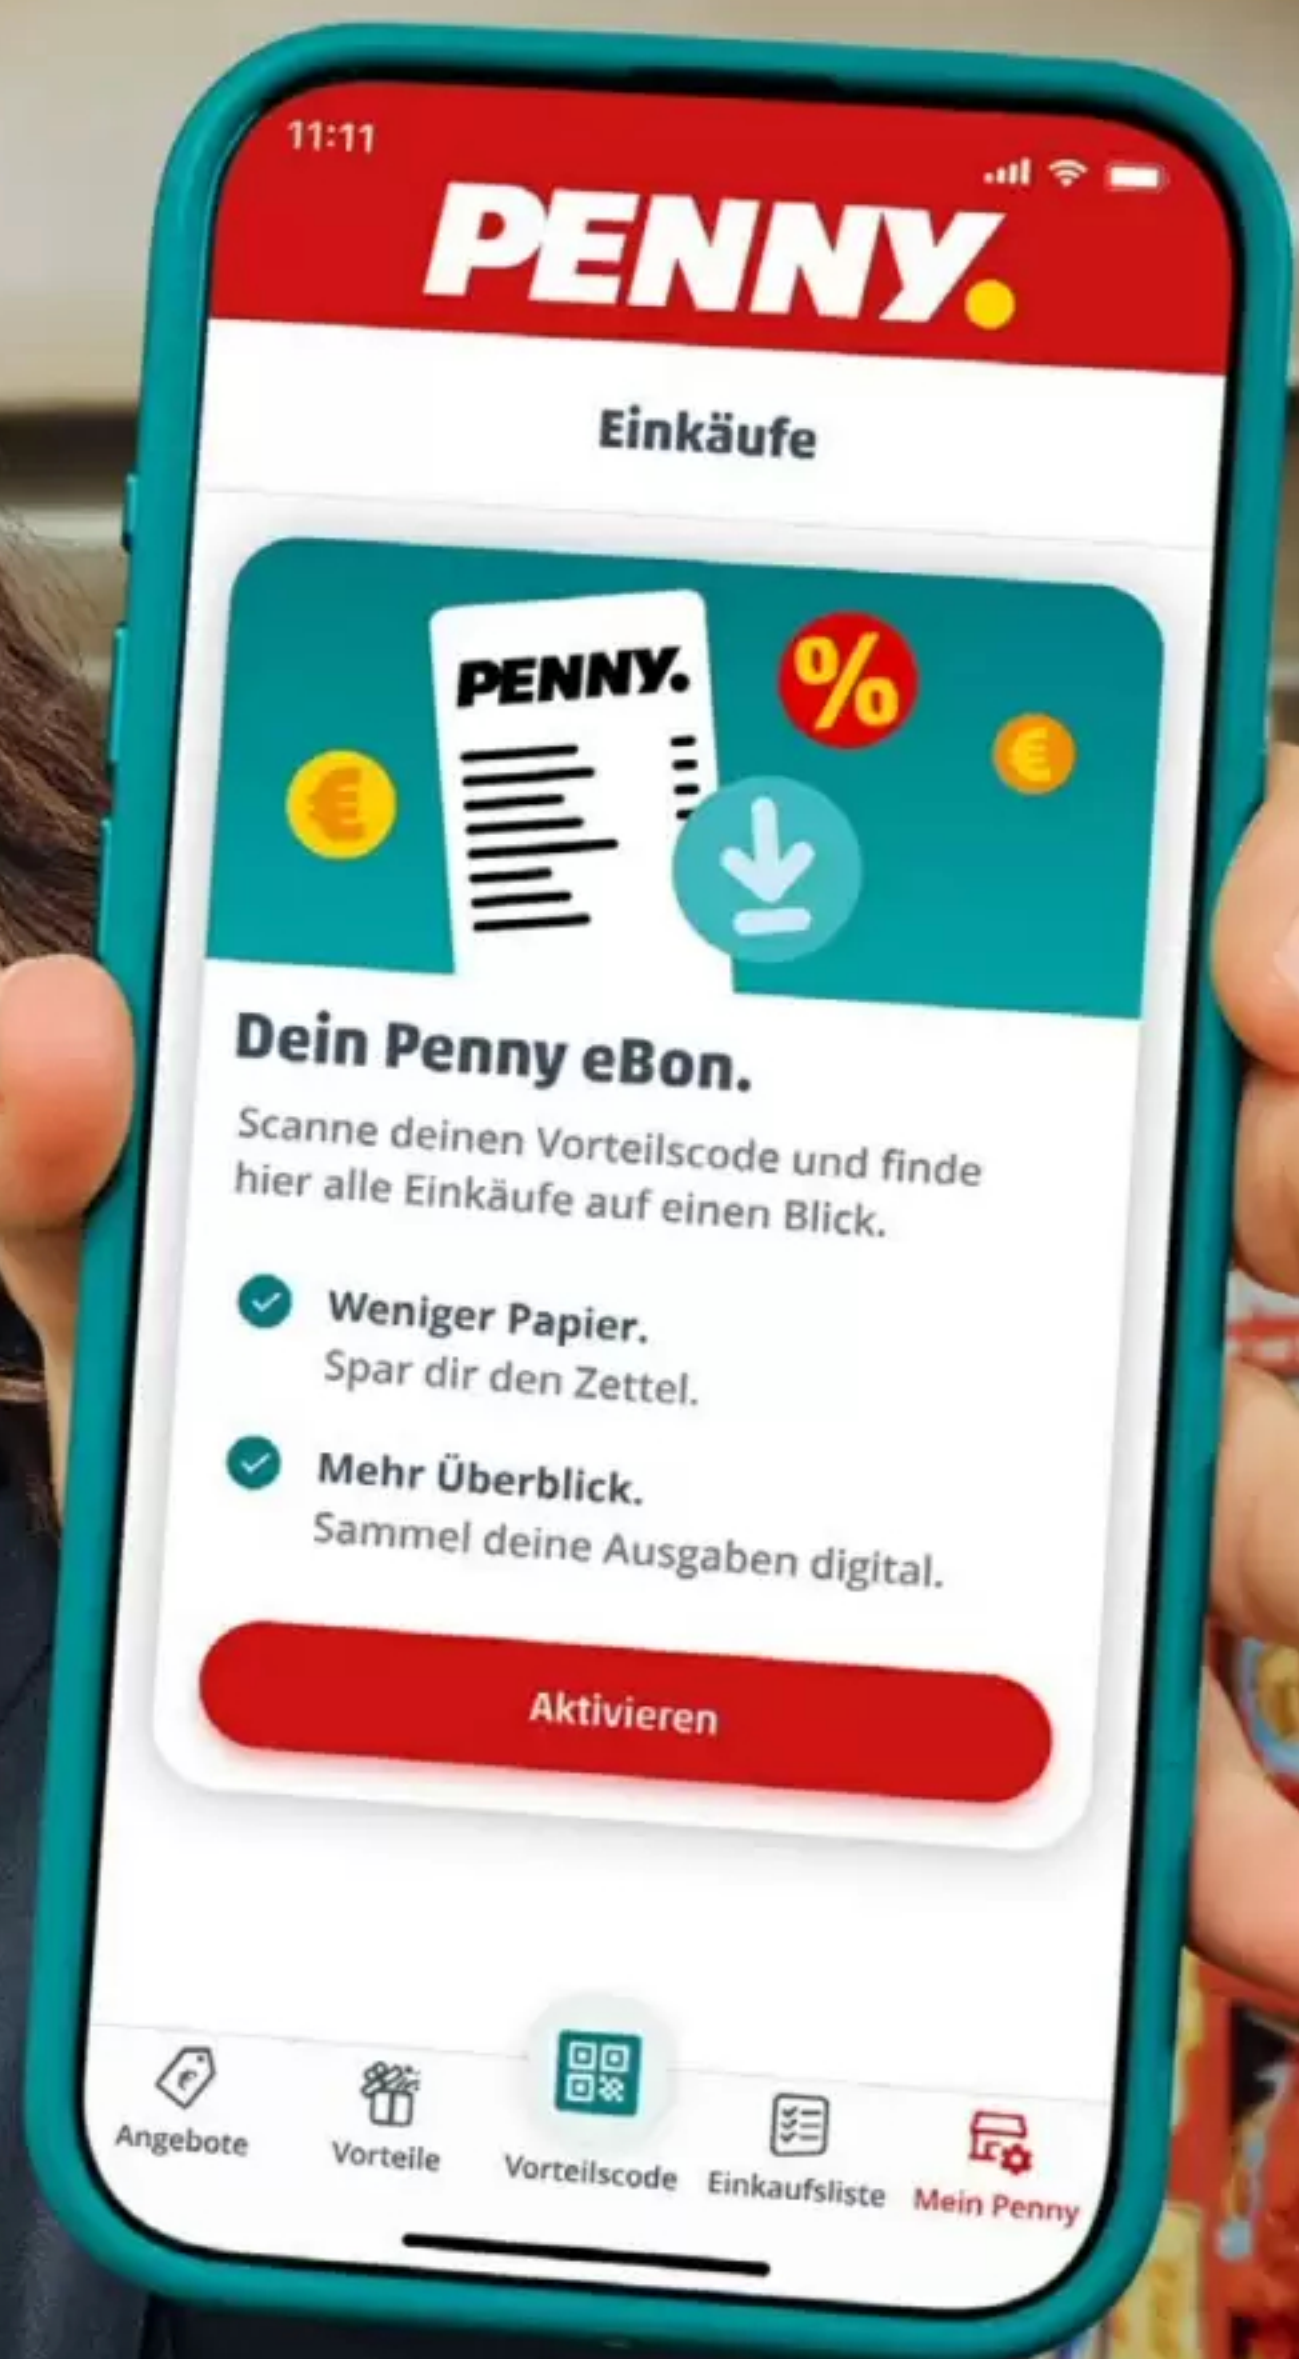 11:11
PENNY.
Einkäufe
PENNY.
%
€
€
Dein Penny eBon.
Scanne deinen Vorteilscode und finde
hier alle Einkäufe auf einen Blick.
Weniger Papier.
Spar dir den Zettel.
Mehr Überblick.
Sammel deine Ausgaben digital.
Aktivieren
€
Angebote
Vorteile
Vorteilscode
Einkaufsliste
Mein Penny